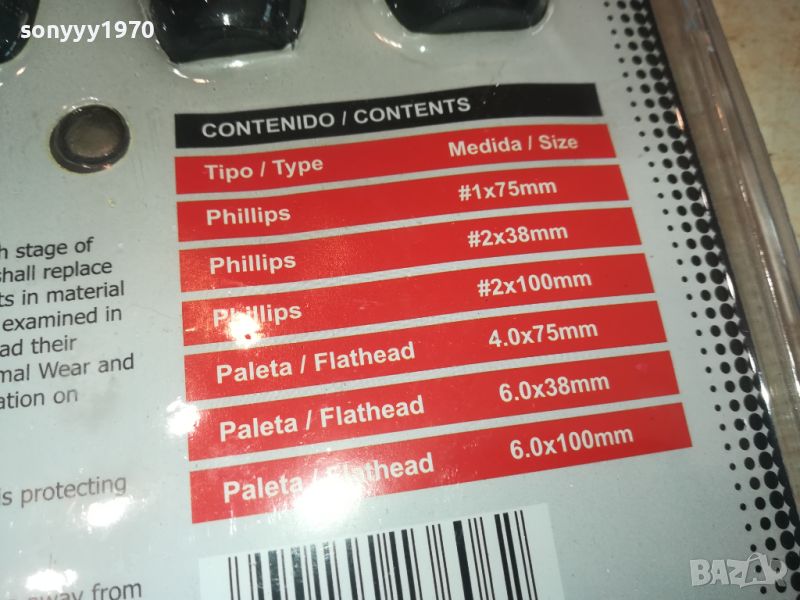 sonyyy1970
CONTENIDO / CONTENTS
Tipo / Type Medida / Size
Phillips #1x75mm
Phillips #2x38mm
Phillips #2x100mm
Paleta / Flathead 4.0x75mm
Paleta / Flathead 6.0x38mm
Paleta / Flathead 6.0x100mm
stage of
shall replace
in material
examined in
their
Wear and
on
protecting
away from
BAZAR